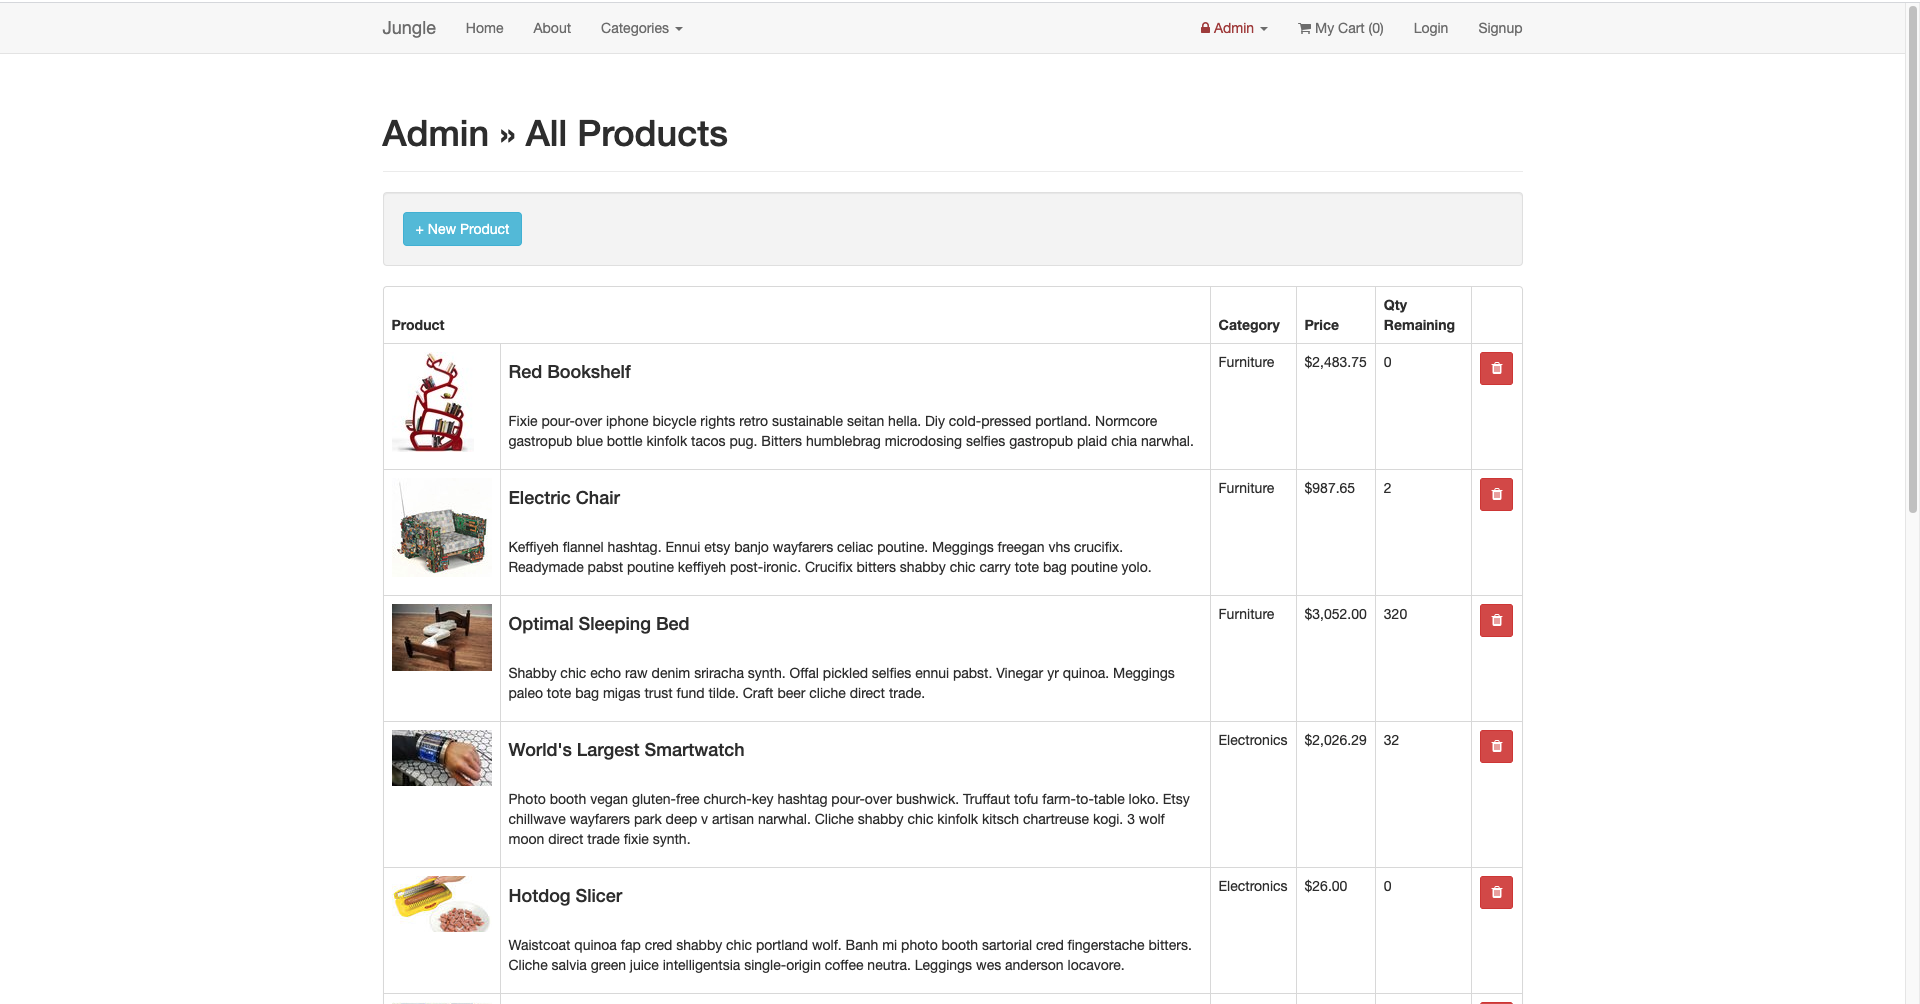 Jungle Home About Categories Admin My Cart (0) Login Signup
Admin » All Products
+ New Product
Product Category Price Qty Remaining
Red Bookshelf
Fixie pour-over iphone bicycle rights retro sustainable seitan hella. Diy cold-pressed portland. Normcore
gastropub blue bottle kinfolk tacos pug. Bitters humblebrag microdosing selfies gastropub plaid chia narwhal.
Furniture $2,483.75 0
Electric Chair
Keffiyeh flannel hashtag. Ennui etsy banjo wayfarers celiac poutine. Meggings freegan vhs crucifix.
Readymade pabst poutine keffiyeh post-ironic. Crucifix bitters shabby chic carry tote bag poutine yolo.
Furniture $987.65 2
Optimal Sleeping Bed
Shabby chic echo raw denim sriracha synth. Offal pickled selfies ennui pabst. Vinegar yr quinoa. Meggings
paleo tote bag migas trust fund tilde. Craft beer cliche direct trade.
Furniture $3,052.00 320
World's Largest Smartwatch
Photo booth vegan gluten-free church-key hashtag pour-over bushwick. Truffaut tofu farm-to-table loko. Etsy
chillwave wayfarers park deep v artisan narwhal. Cliche shabby chic kinfolk kitsch chartreuse kogi. 3 wolf
moon direct trade fixie synth.
Electronics $2,026.29 32
Hotdog Slicer
Waistcoat quinoa fap cred shabby chic portland wolf. Banh mi photo booth sartorial cred fingerstache bitters.
Cliche salvia green juice intelligentsia single-origin coffee neutra. Leggings wes anderson locavore.
Electronics $26.00 0